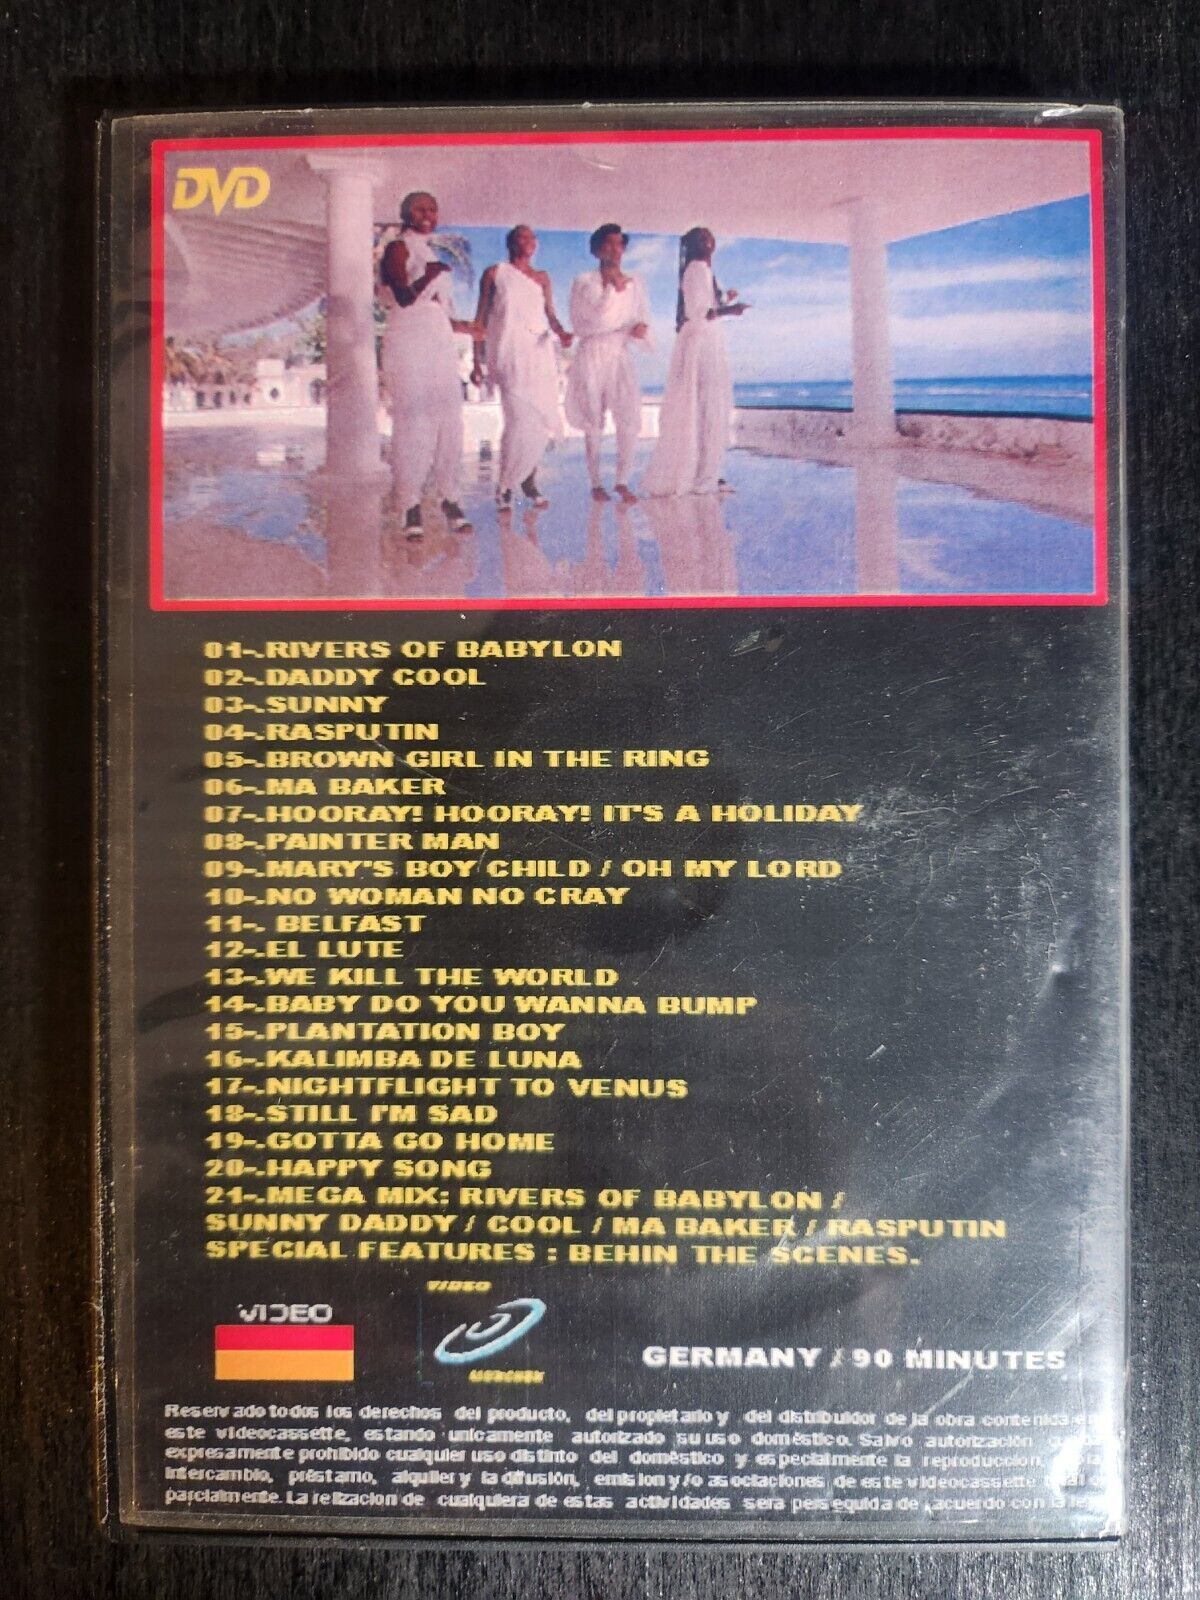 DVD
01-.RIVERS OF BABYLON
02-.DADDY COOL
03-.SUNNY
04-.RASPUTIN
05-.BROWN GIRL IN THE RING
06-.MA BAKER
07-.HOORAY! HOORAY! IT'S A HOLIDAY
08-.PAINTER MAN
09-.MARY'S BOY CHILD / OH MY LORD
10-.NO WOMAN NO CRAY
11-. BELFAST
12-.EL LUTE
13-.WE KILL THE WORLD
14-.BABY DO YOU WANNA BUMP
15-.PLANTATION BOY
16-.KALIMBA DE LUNA
17-.NIGHTFLIGHT TO VENUS
18-.STILL I'M SAD
19-.GOTTA GO HOME
20-.HAPPY SONG
21-.MEGA MIX: RIVERS OF BABYLON /
SUNNY DADDY / COOL / MA BAKER / RASPUTIN
SPECIAL FEATURES : BEHIN THE SCENES.
VIDEO
VIDEO
GERMANY / 90 MINUTES
Reservado todos los derechos del producto, del propietario y del distribuidor de la obra contenida en
este videocassette, estando unicamente autorizado su uso doméstico. Salvo autorización
expresamente prohibido cualquier uso distinto del doméstico y especialmente la reproduccion,
intercambio, préstamo, alquiler y la difusión, emision y/o asociaciones de este videocassette
parcialmente. La relizacion de cualquiera de estas actividades sera perseguida de acuerdo con la ley